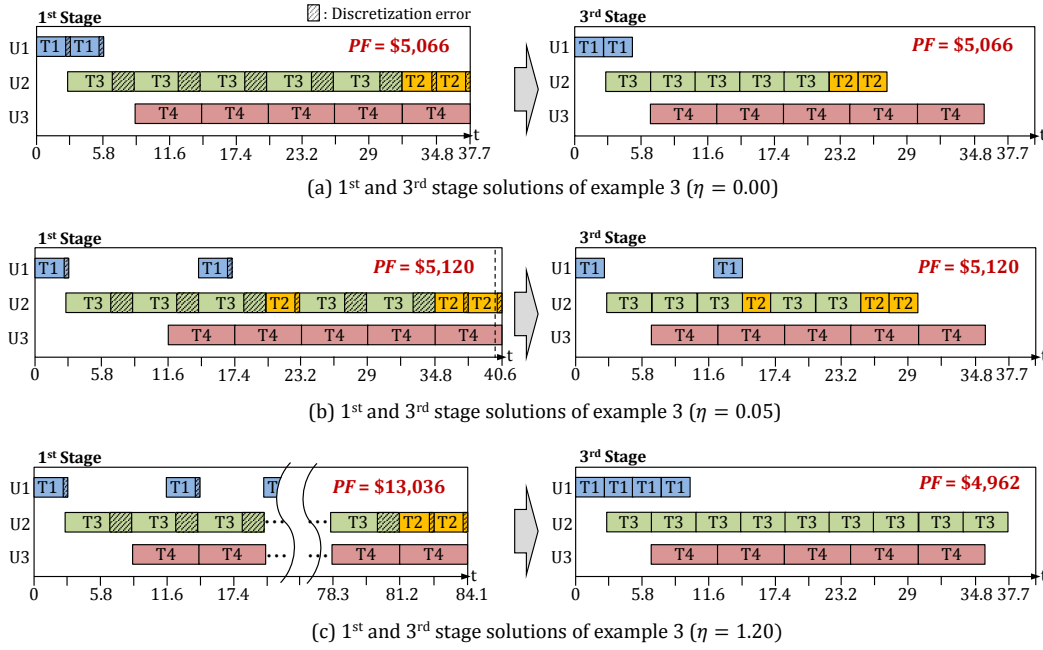 1st Stage
: Discretization error
3rd Stage
U1 T1 T1 PF = $5,066
U2 T3 T3 T3 T3 T3 T2 T2
U3 T4 T4 T4 T4 T4
t
0 5.8 11.6 17.4 23.2 29 34.8 37.7
U1 T1 T1 PF = $5,066
U2 T3 T3 T3 T3 T3 T2 T2
U3 T4 T4 T4 T4 T4
t
0 5.8 11.6 17.4 23.2 29 34.8 37.7
(a) 1st and 3rd stage solutions of example 3 (η = 0.00)
1st Stage
3rd Stage
U1 T1 T1 PF = $5,120
U2 T3 T3 T3 T2 T3 T3 T2 T2
U3 T4 T4 T4 T4 T4
t
0 5.8 11.6 17.4 23.2 29 34.8 40.6
U1 T1 T1 PF = $5,120
U2 T3 T3 T3 T2 T3 T3 T2 T2
U3 T4 T4 T4 T4 T4
t
0 5.8 11.6 17.4 23.2 29 34.8 37.7
(b) 1st and 3rd stage solutions of example 3 (η = 0.05)
1st Stage
3rd Stage
U1 T1 T1 T PF = $13,036
U2 T3 T3 T3 ··· ··· T3 T2 T2
U3 T4 T4 ··· ··· T4 T4
t
0 5.8 11.6 17.4 78.3 81.2 84.1
U1 T1 T1 T1 T1 PF = $4,962
U2 T3 T3 T3 T3 T3 T3 T3 T3 T3
U3 T4 T4 T4 T4 T4
t
0 5.8 11.6 17.4 23.2 29 34.8 37.7
(c) 1st and 3rd stage solutions of example 3 (η = 1.20)